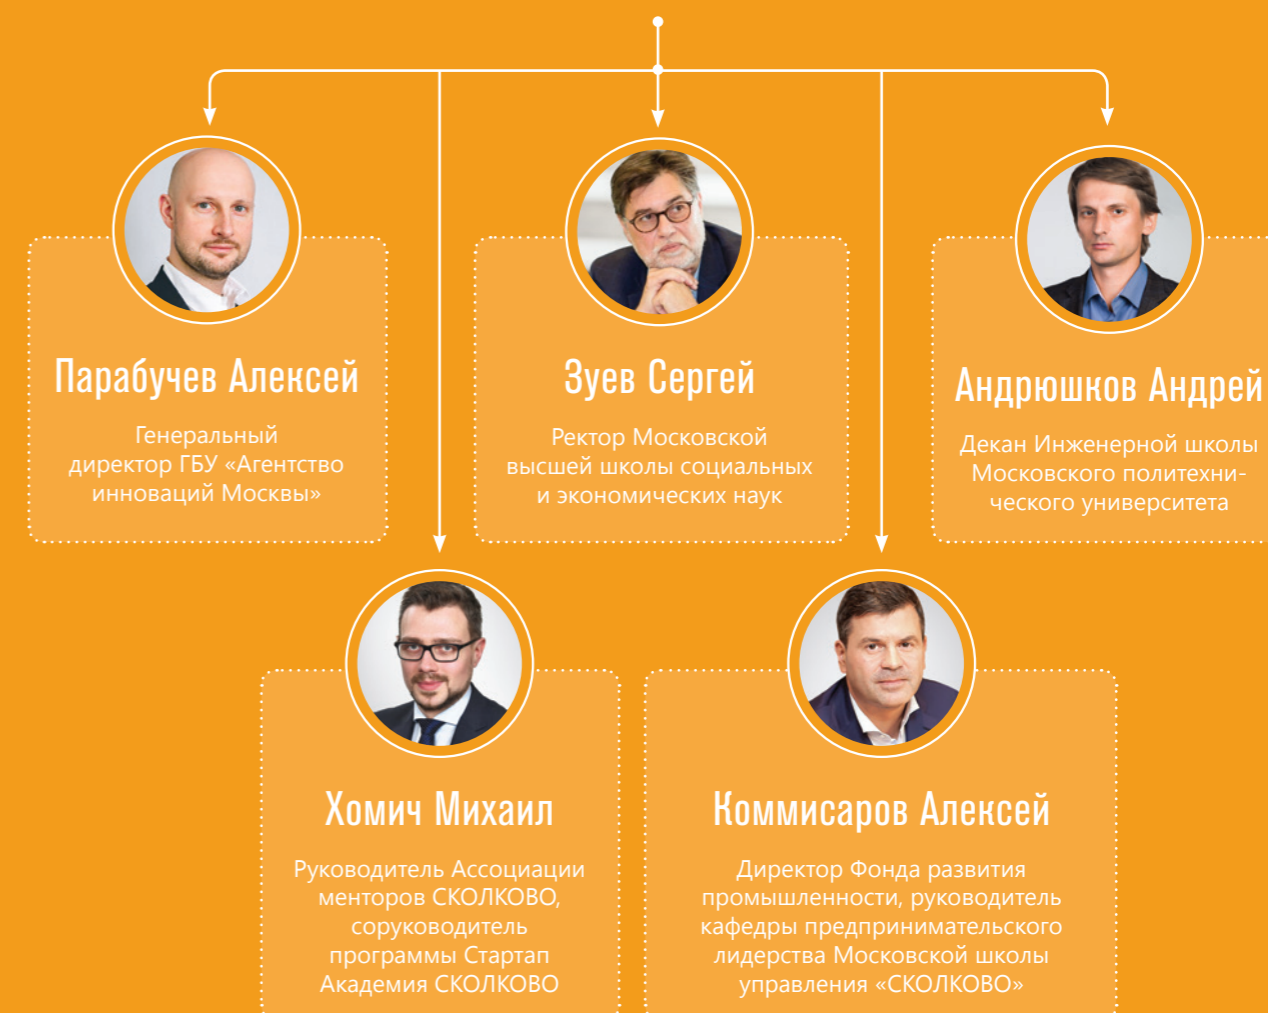 Парабучев Алексей
Генеральный
директор ГБУ «Агентство
инноваций Москвы»
Зуев Сергей
Ректор Московской
высшей школы социальных
и экономических наук
Андрюшков Андрей
Декан Инженерной школы
Московского политехни-
ческого университета
Хомич Михаил
Руководитель Ассоциации
менторов СКОЛКОВО,
соруководитель
программы Стартап
Академия СКОЛКОВО
Коммисаров Алексей
Директор Фонда развития
промышленности, руководитель
кафедры предпринимательского
лидерства Московской школы
управления «СКОЛКОВО»